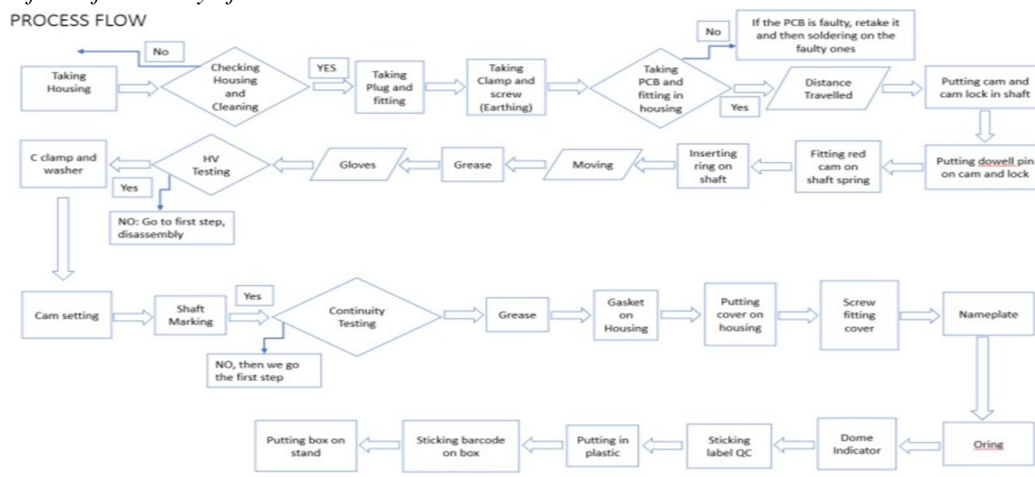 PROCESS FLOW
No
Taking
Housing
Checking
Housing
and
Cleaning
YES
Taking
Plug and
fitting
Taking
Clamp and
screw
(Earthing)
Taking
PCB and
fitting in
housing
No
If the PCB is faulty, retake it
and then soldering on the
faulty ones
Yes
Distance
Travelled
Putting cam and
cam lock in shaft
Putting dowell pin
on cam and lock
Fitting red
cam on
shaft spring
Inserting
ring on
shaft
Moving
Grease
Gloves
HV
Testing
Yes
NO: Go to first step,
disassembly
C clamp and
washer
Cam setting
Shaft
Marking
Yes
Continuity
Testing
NO, then we go
the first step
Grease
Gasket
on
Housing
Putting
cover on
housing
Screw
fitting
cover
Nameplate
Oring
Dome
Indicator
Sticking
label QC
Putting in
plastic
Sticking barcode
on box
Putting box on
stand